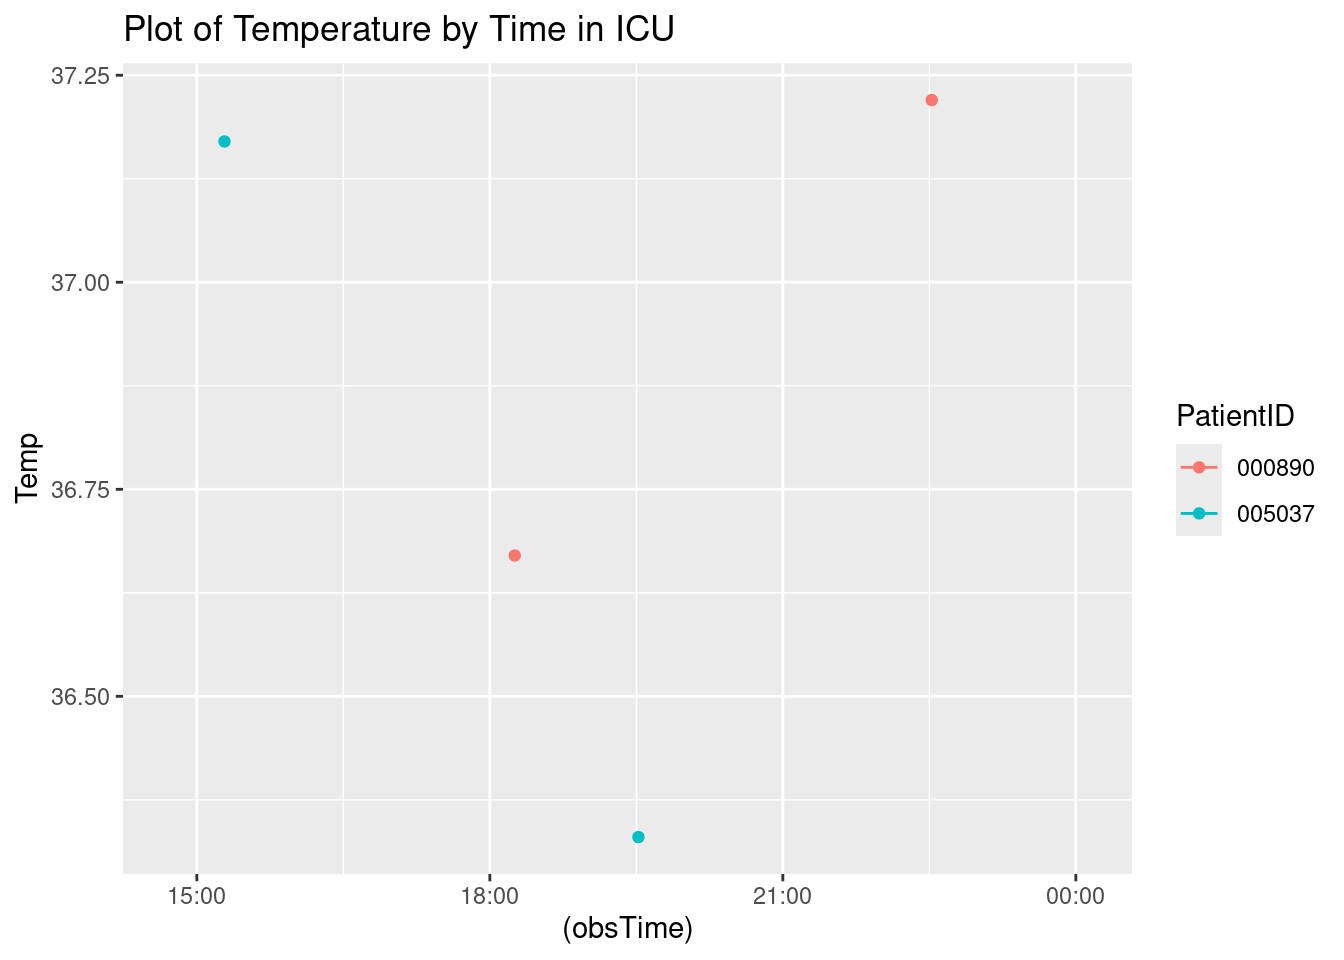 Plot of Temperature by Time in ICU
37.25
37.00
36.75
36.50
Temp
15:00 18:00 21:00 00:00
(obsTime)
PatientID
000890
005037